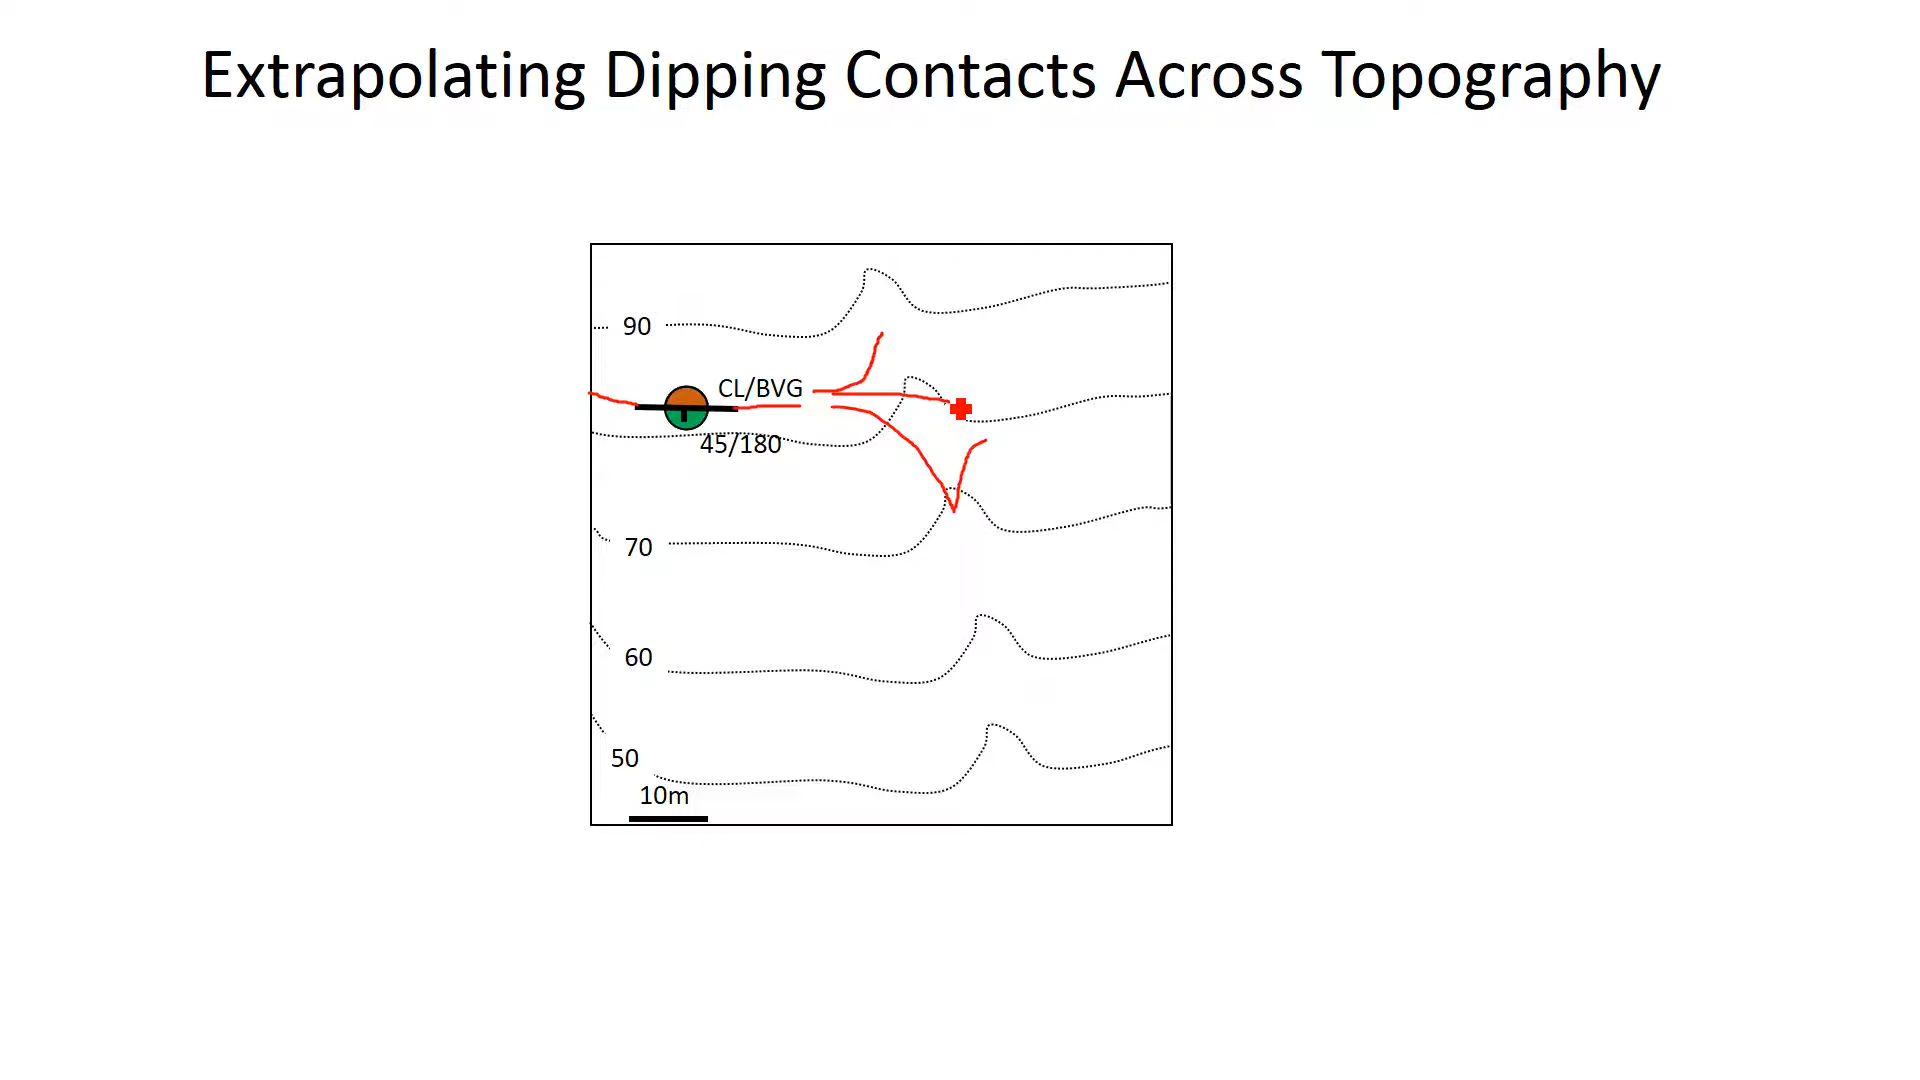 Extrapolating Dipping Contacts Across Topography
90
CL/BVG
45/180
70
60
50
10m